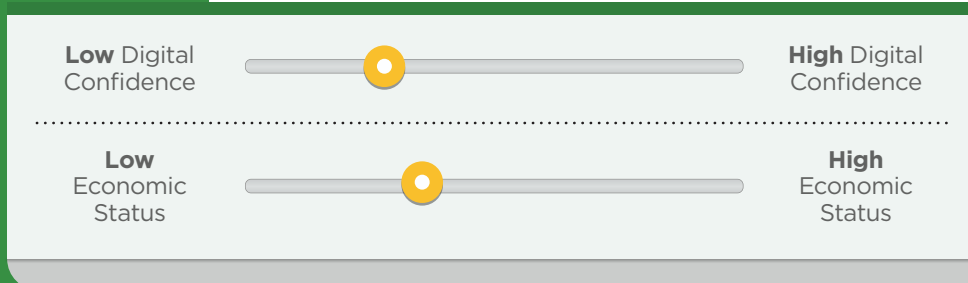 Low Digital
Confidence
High Digital
Confidence
Low
Economic
Status
High
Economic
Status